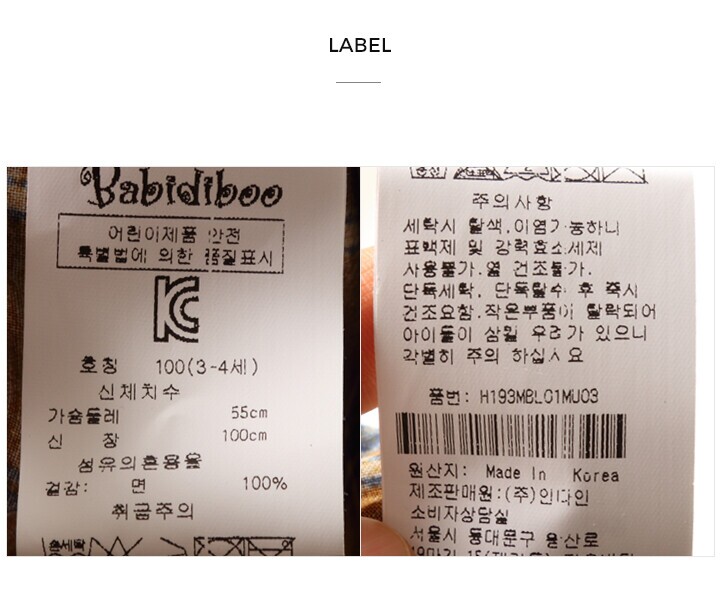 LABEL
Babidiboo
어린이제품 안전
특별법에 의한 품질표시
KC
호칭 100(3-4세)
신체치수
가슴둘레 55cm
신 장 100cm
섬유의혼용율
겉감: 면 100%
취급주의
주의사항
세탁시 탈색.이염가능하니
표백제 및 강력효소세제
사용불가.열 건조불가.
단독세탁, 단독탈수 후 즉시
건조요함.작은부품이 탈락되어
아이들이 삼킬 우려가 있으니
각별히 주의 하십시요
품번: H193MBL01MU03
원산지: Made In Korea
제조판매원:(주)인다인
소비자상담실
서울시 동대문구 용산로